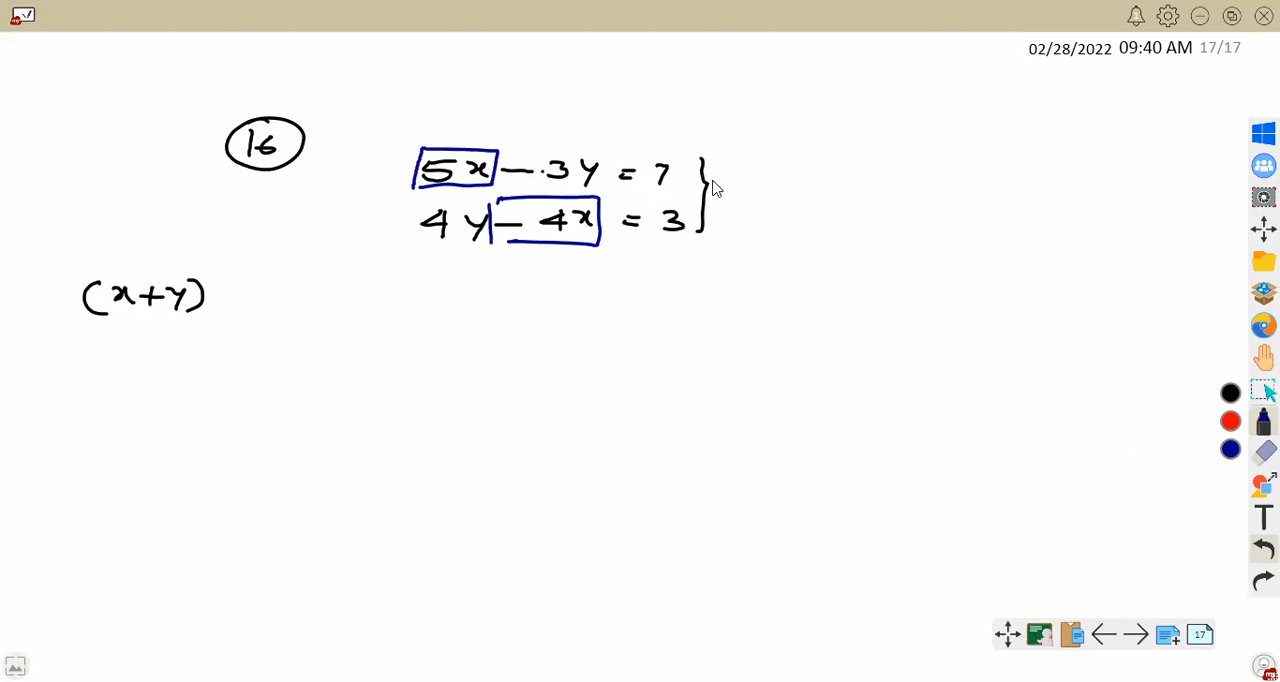 02/28/2022 09:40 AM 17/17
16
5x - 3y = 7
4y - 4x = 3
(x+y)
17